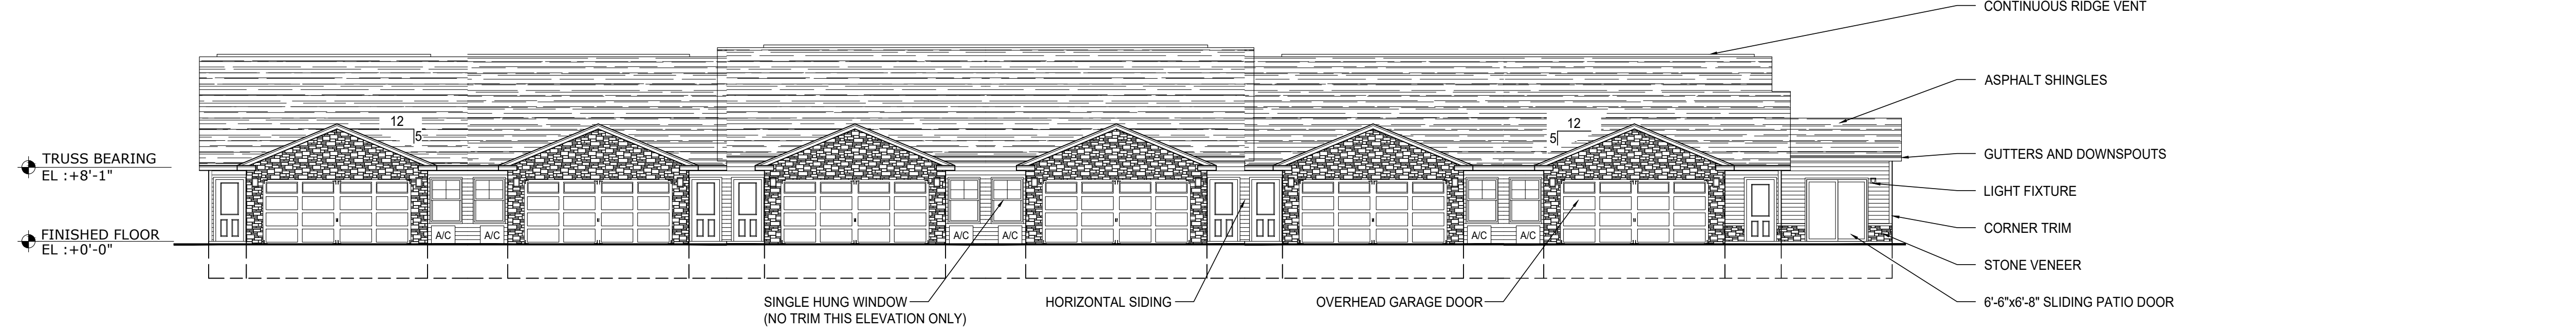 CONTINUOUS RIDGE VENT
ASPHALT SHINGLES
12
5
12
5
TRUSS BEARING
EL :+8'-1"
GUTTERS AND DOWNSPOUTS
LIGHT FIXTURE
CORNER TRIM
FINISHED FLOOR
EL :+0'-0"
A/C
A/C
A/C
A/C
A/C
A/C
STONE VENEER
SINGLE HUNG WINDOW
(NO TRIM THIS ELEVATION ONLY)
HORIZONTAL SIDING
OVERHEAD GARAGE DOOR
6'-6"x6'-8" SLIDING PATIO DOOR